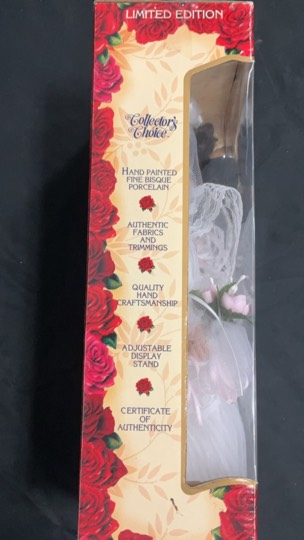 LIMITED EDITION
Collector's
Choice
HAND PAINTED
FINE BISQUE
PORCELAIN
AUTHENTIC
FABRICS
AND
TRIMMINGS
QUALITY
HAND
CRAFTSMANSHIP
ADJUSTABLE
DISPLAY
STAND
CERTIFICATE
OF
AUTHENTICITY